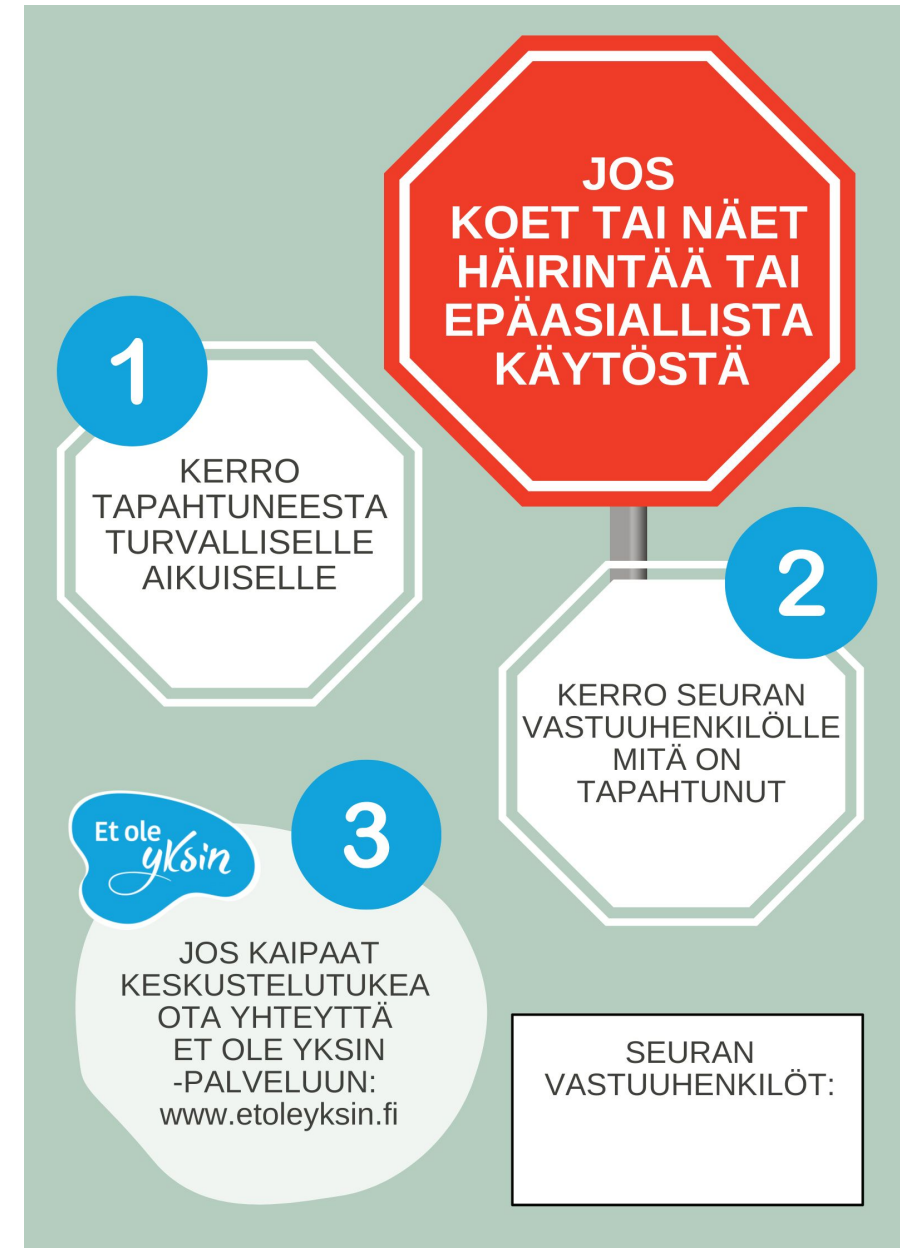 JOS
KOET TAI NÄET
HÄIRINTÄÄ TAI
EPÄASIALLISTA
KÄYTÖSTÄ
1
KERRO
TAPAHTUNEESTA
TURVALLISELLE
AIKUISELLE
2
KERRO SEURAN
VASTUUHENKILÖLLE
MITÄ ON
TAPAHTUNUT
3
Et ole
yksin
JOS KAIPAAT
KESKUSTELUTUKEA
OTA YHTEYTTÄ
ET OLE YKSIN
-PALVELUUN:
www.etoleyksin.fi
SEURAN
VASTUUHENKILÖT: